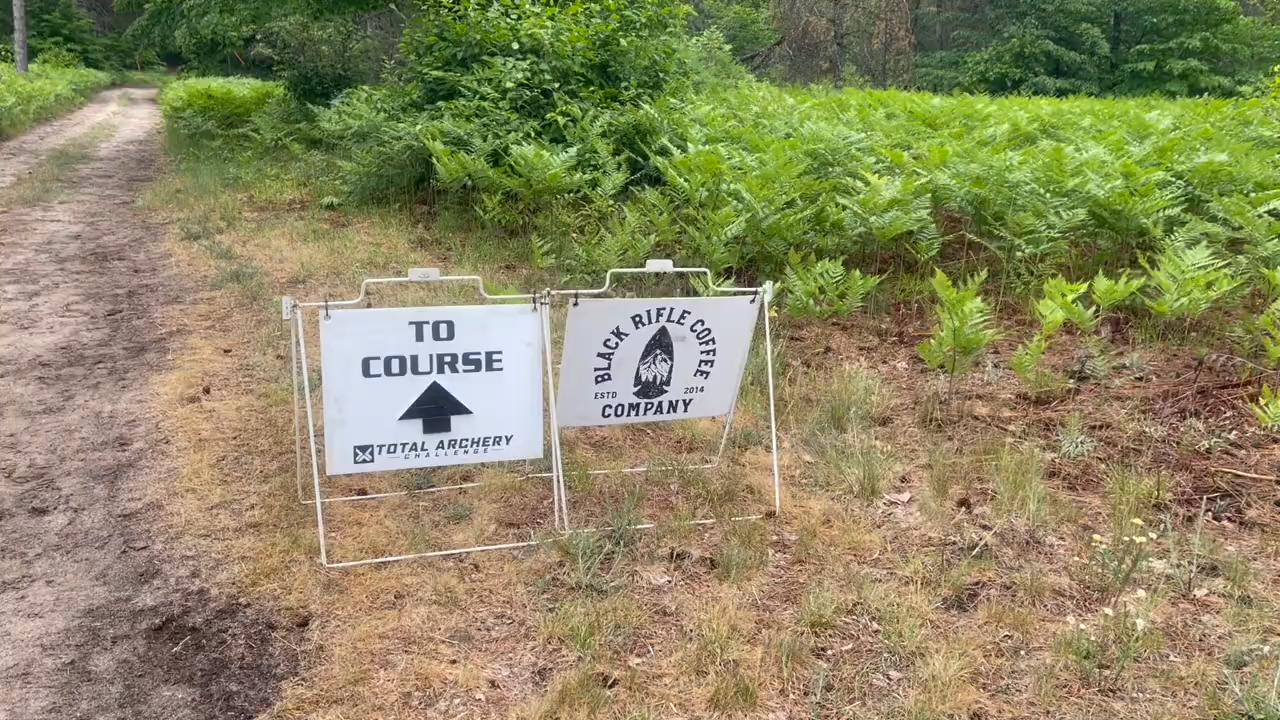 TO
COURSE
TOTAL ARCHERY
CHALLENGE
BLACK RIFLE COFFEE
ESTD 2014
COMPANY